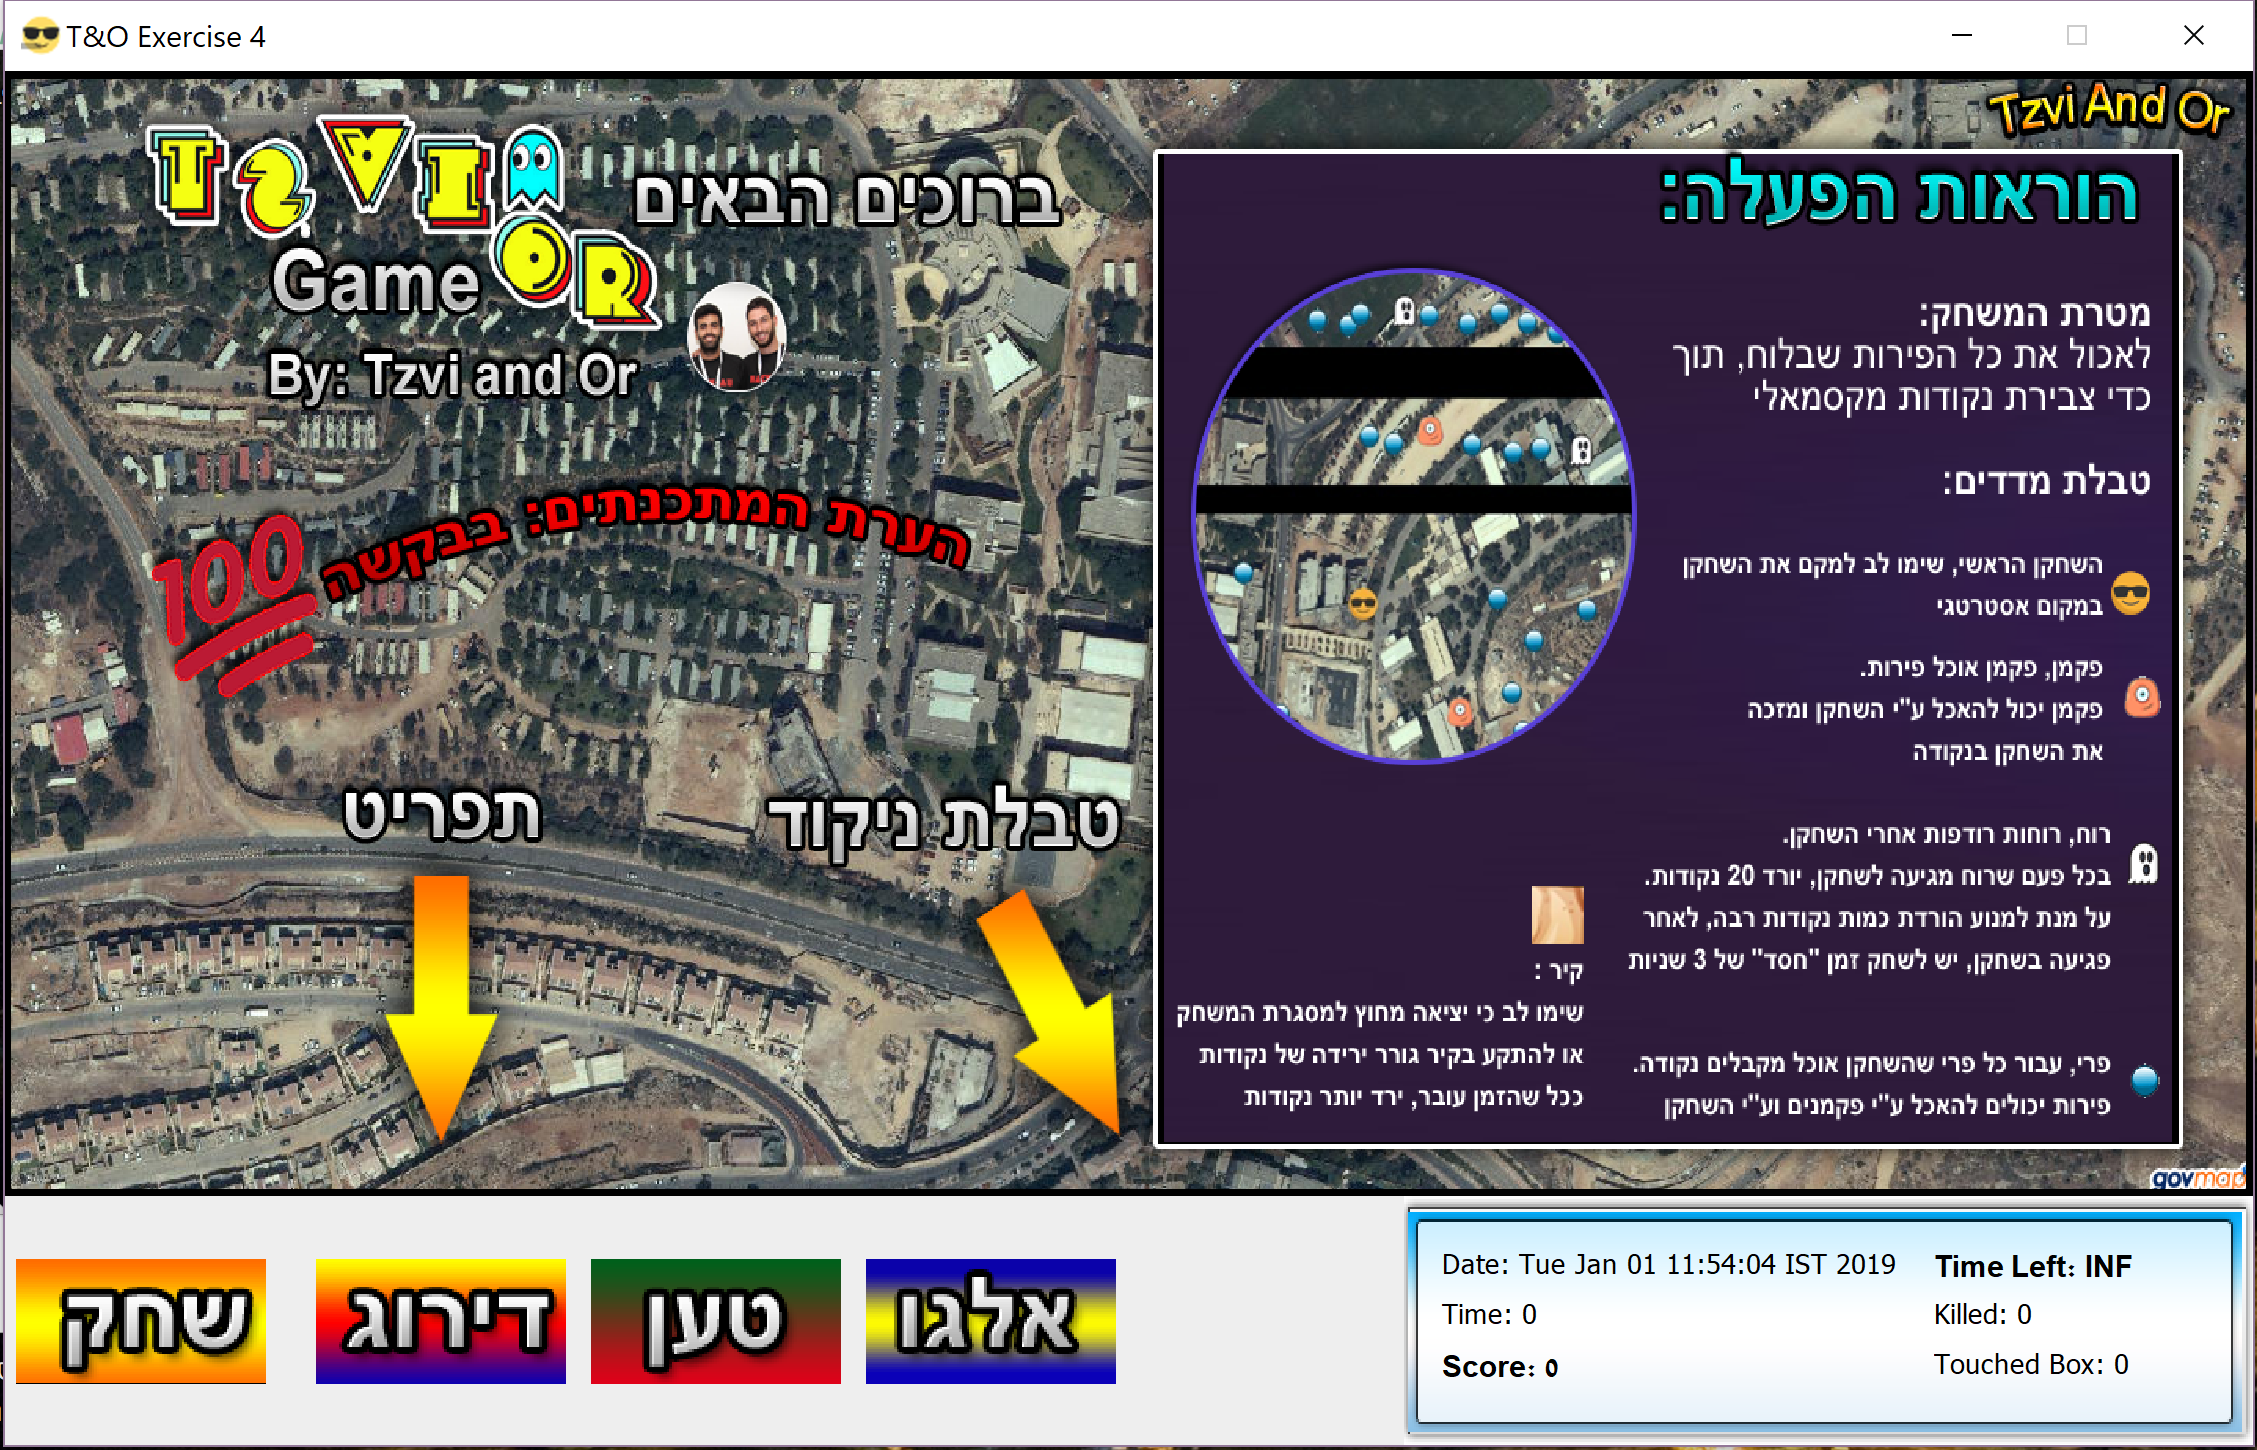 T&O Exercise 4
Tzvi And Or
TZVI
OR
Game
By: Tzvi and Or
ברוכים הבאים
הערת המתכנתים: בבקשה
100
תפריט
טבלת ניקוד
הוראות הפעלה:
מטרת המשחק:
לאכול את כל הפירות שבלוח, תוך
כדי צבירת נקודות מקסמאלי
טבלת מדדים:
השחקן הראשי, שימו לב למקם את השחקן
במקום אסטרטגי
פקמן, פקמן אוכל פירות.
פקמן יכול להאכל ע"י השחקן ומזכה
את השחקן בנקודה
רוח, רוחות רודפות אחרי השחקן.
בכל פעם שרוח מגיעה לשחקן, יורד 20 נקודות.
על מנת למנוע הורדת כמות נקודות רבה, לאחר
פגיעה בשחקן, יש לשחק זמן "חסד" של 3 שניות
פרי, עבור כל פרי שהשחקן אוכל מקבלים נקודה.
פירות יכולים להאכל ע"י פקמנים וע"י השחקן
קיר :
שימו לב כי יציאה מחוץ למסגרת המשחק
או להתקע בקיר גורר ירידה של נקודות
ככל שהזמן עובר, ירד יותר נקודות
govmap
שחק
דירוג
טען
אלגו
Date: Tue Jan 01 11:54:04 IST 2019
Time Left: INF
Time: 0
Killed: 0
Score: 0
Touched Box: 0